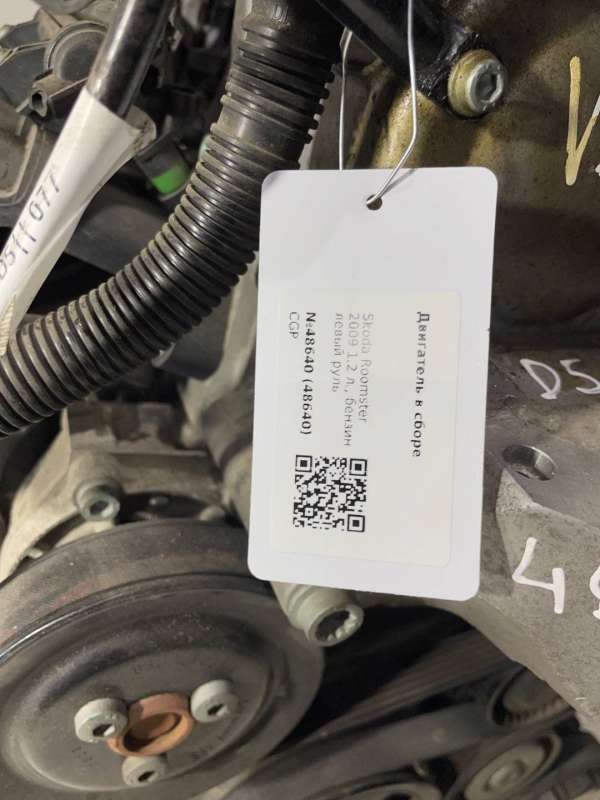 Двигатель в сборе
Skoda Roomster
2009 1.2 л., бензин
левый руль
№48640 (48640)
CGP